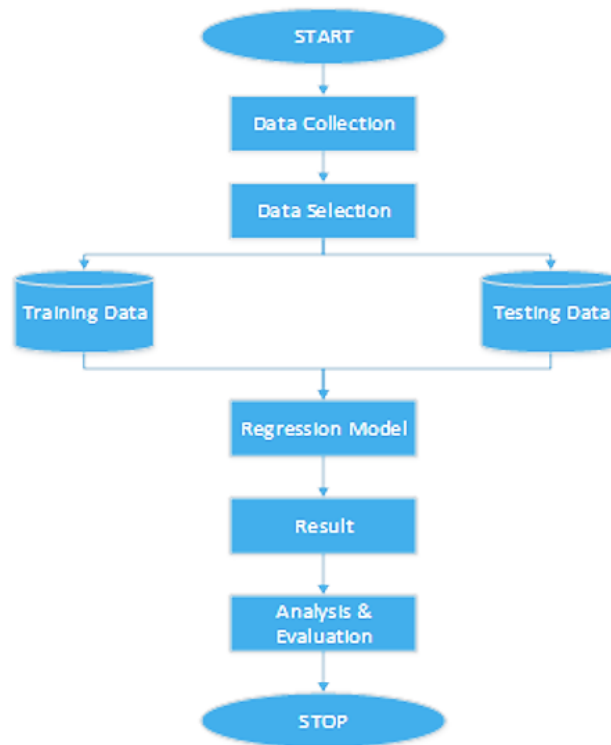 START
Data Collection
Data Selection
Training Data
Testing Data
Regression Model
Result
Analysis &
Evaluation
STOP